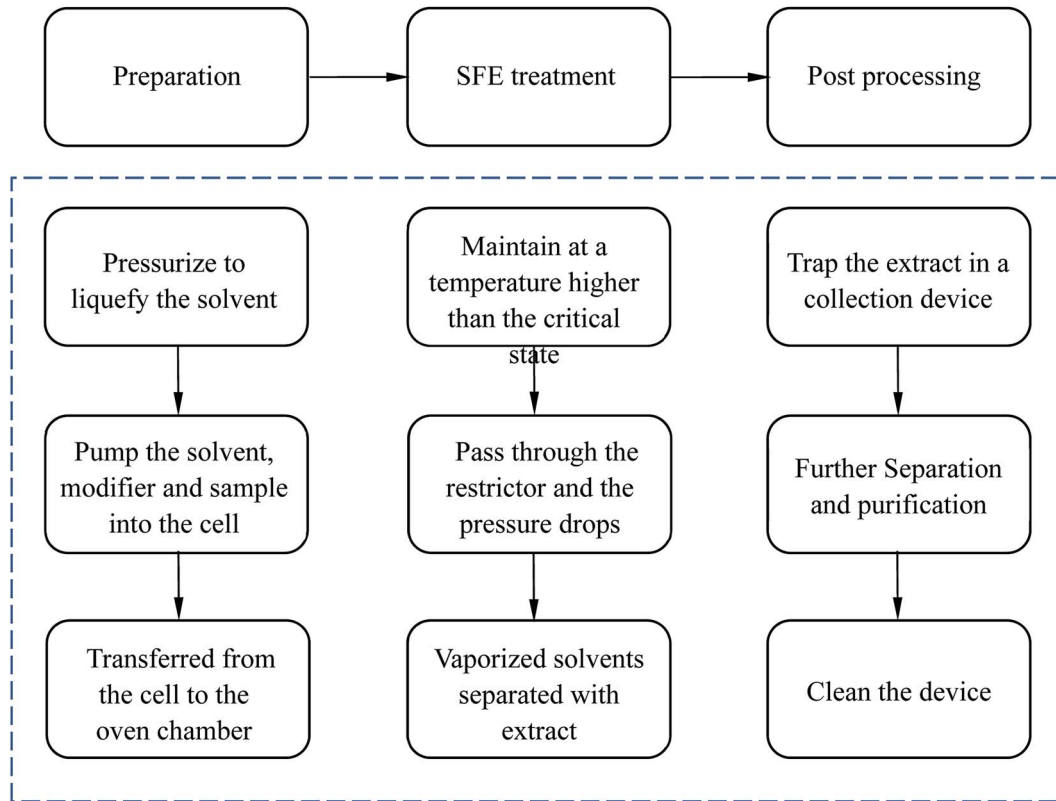 Preparation
SFE treatment
Post processing
Pressurize to
liquefy the solvent
Pump the solvent,
modifier and sample
into the cell
Transferred from
the cell to the
oven chamber
Maintain at a
temperature higher
than the critical
state
Pass through the
restrictor and the
pressure drops
Vaporized solvents
separated with
extract
Trap the extract in a
collection device
Further Separation
and purification
Clean the device